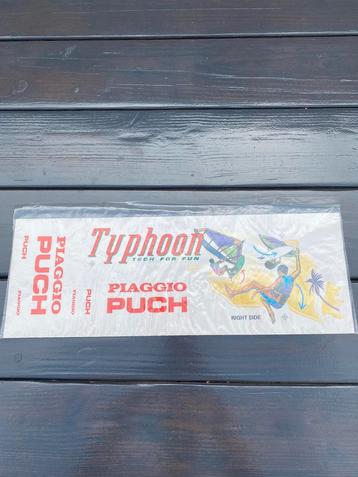 Typhoon
TECH FOR FUN
PIAGGIO
PUCH
RIGHT SIDE
PIAGGIO
PUCH
PUCH
PIAGGIO
PUCH
PIAGGIO